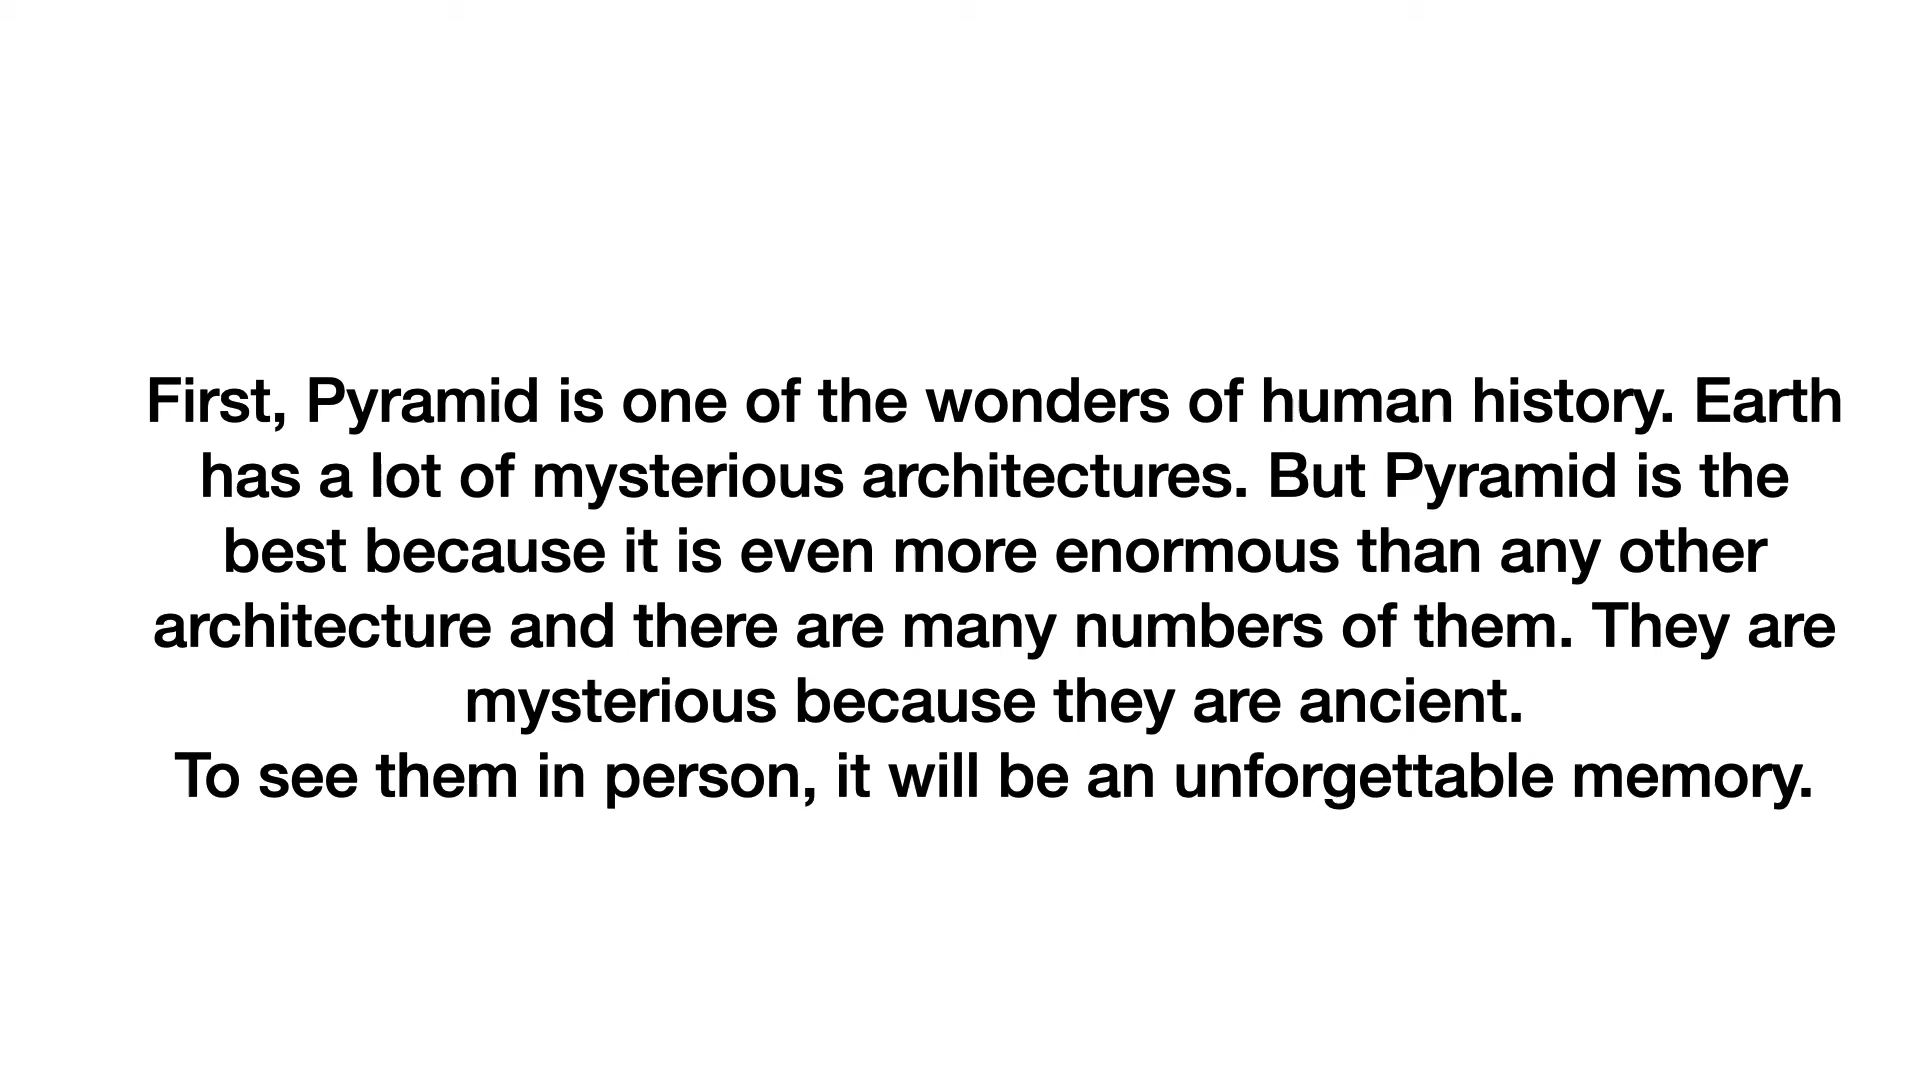 First, Pyramid is one of the wonders of human history. Earth
has a lot of mysterious architectures. But Pyramid is the
best because it is even more enormous than any other
architecture and there are many numbers of them. They are
mysterious because they are ancient.
To see them in person, it will be an unforgettable memory.